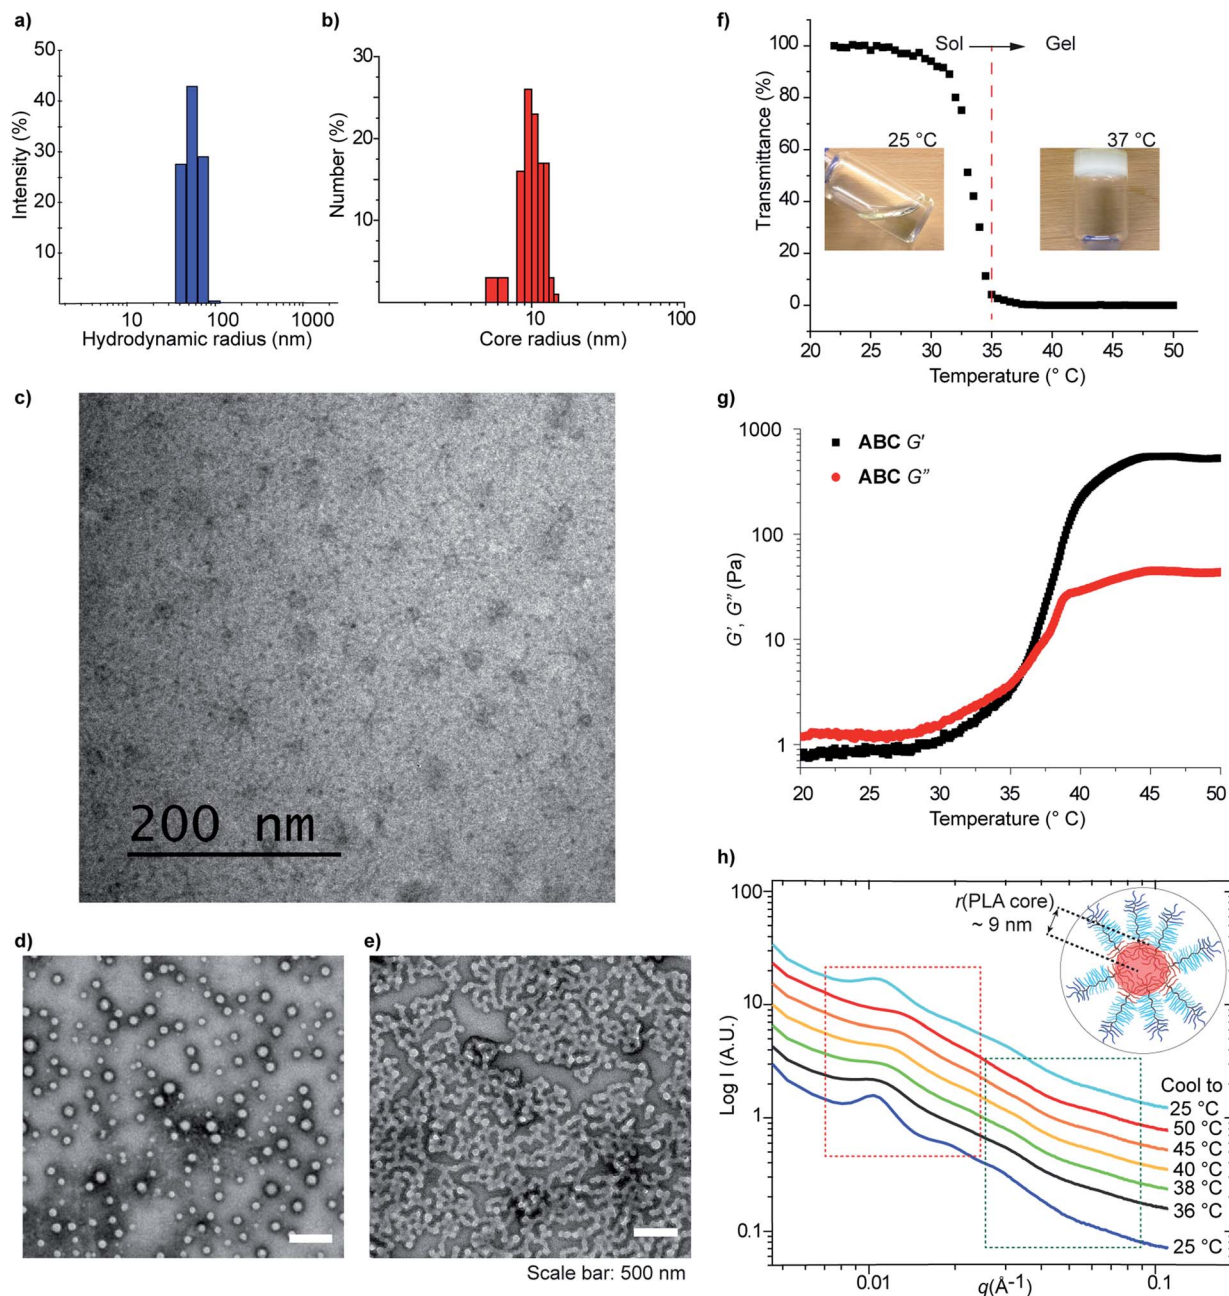 a)
50
40
30
20
10
Intensity (%)
10
100
1000
Hydrodynamic radius (nm)
b)
30
20
10
Number (%)
10
100
Core radius (nm)
c)
200 nm
d)
e)
Scale bar: 500 nm
f)
Sol
Gel
100
80
60
40
20
0
Transmittance (%)
25 °C
37 °C
20
25
30
35
40
45
50
Temperature (° C)
g)
1000
100
10
1
G', G" (Pa)
ABC G'
ABC G"
20
25
30
35
40
45
50
Temperature (° C)
h)
100
10
1.0
0.1
Log I (A.U.)
r(PLA core)
~ 9 nm
Cool to
25 °C
50 °C
45 °C
40 °C
38 °C
36 °C
25 °C
0.01
0.1
q(Å-1)